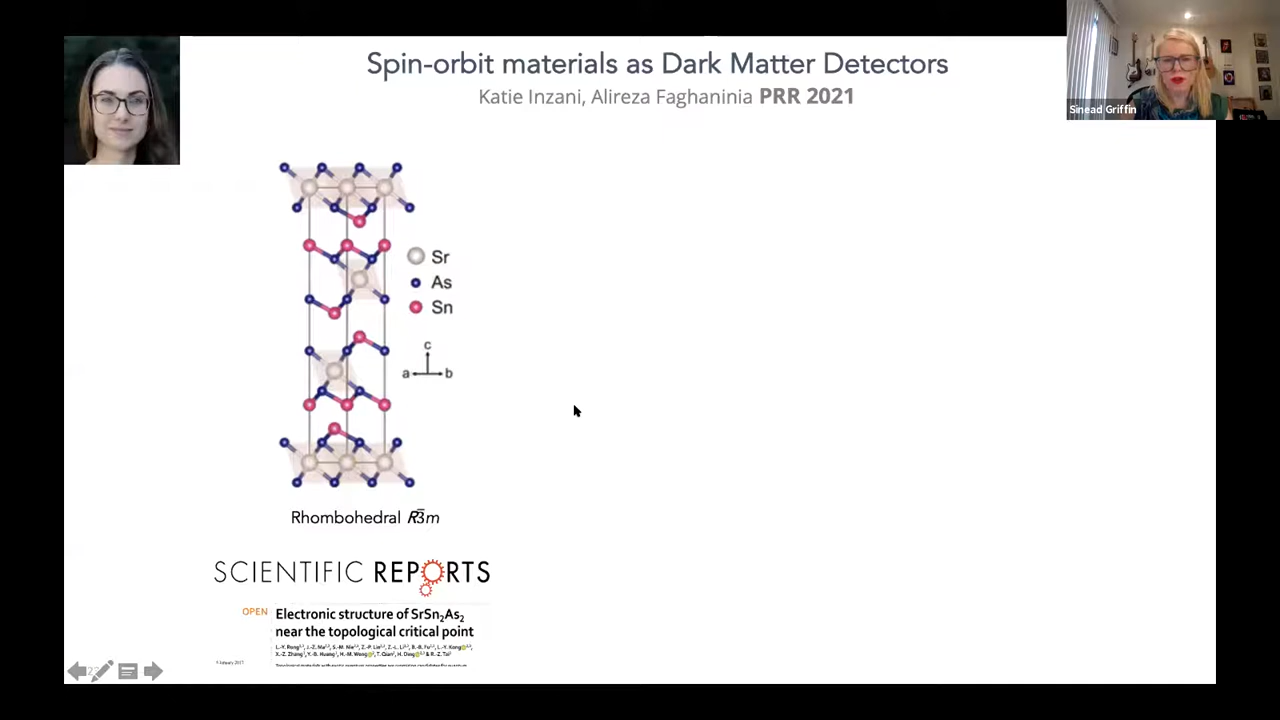 Spin-orbit materials as Dark Matter Detectors
Katie Inzani, Alireza Faghaninia PRR 2021
Sinead Griffin
Sr
As
Sn
c
a
b
Rhombohedral R3̅m
SCIENTIFIC REPORTS
OPEN
Electronic structure of SrSn₂As₂
near the topological critical point